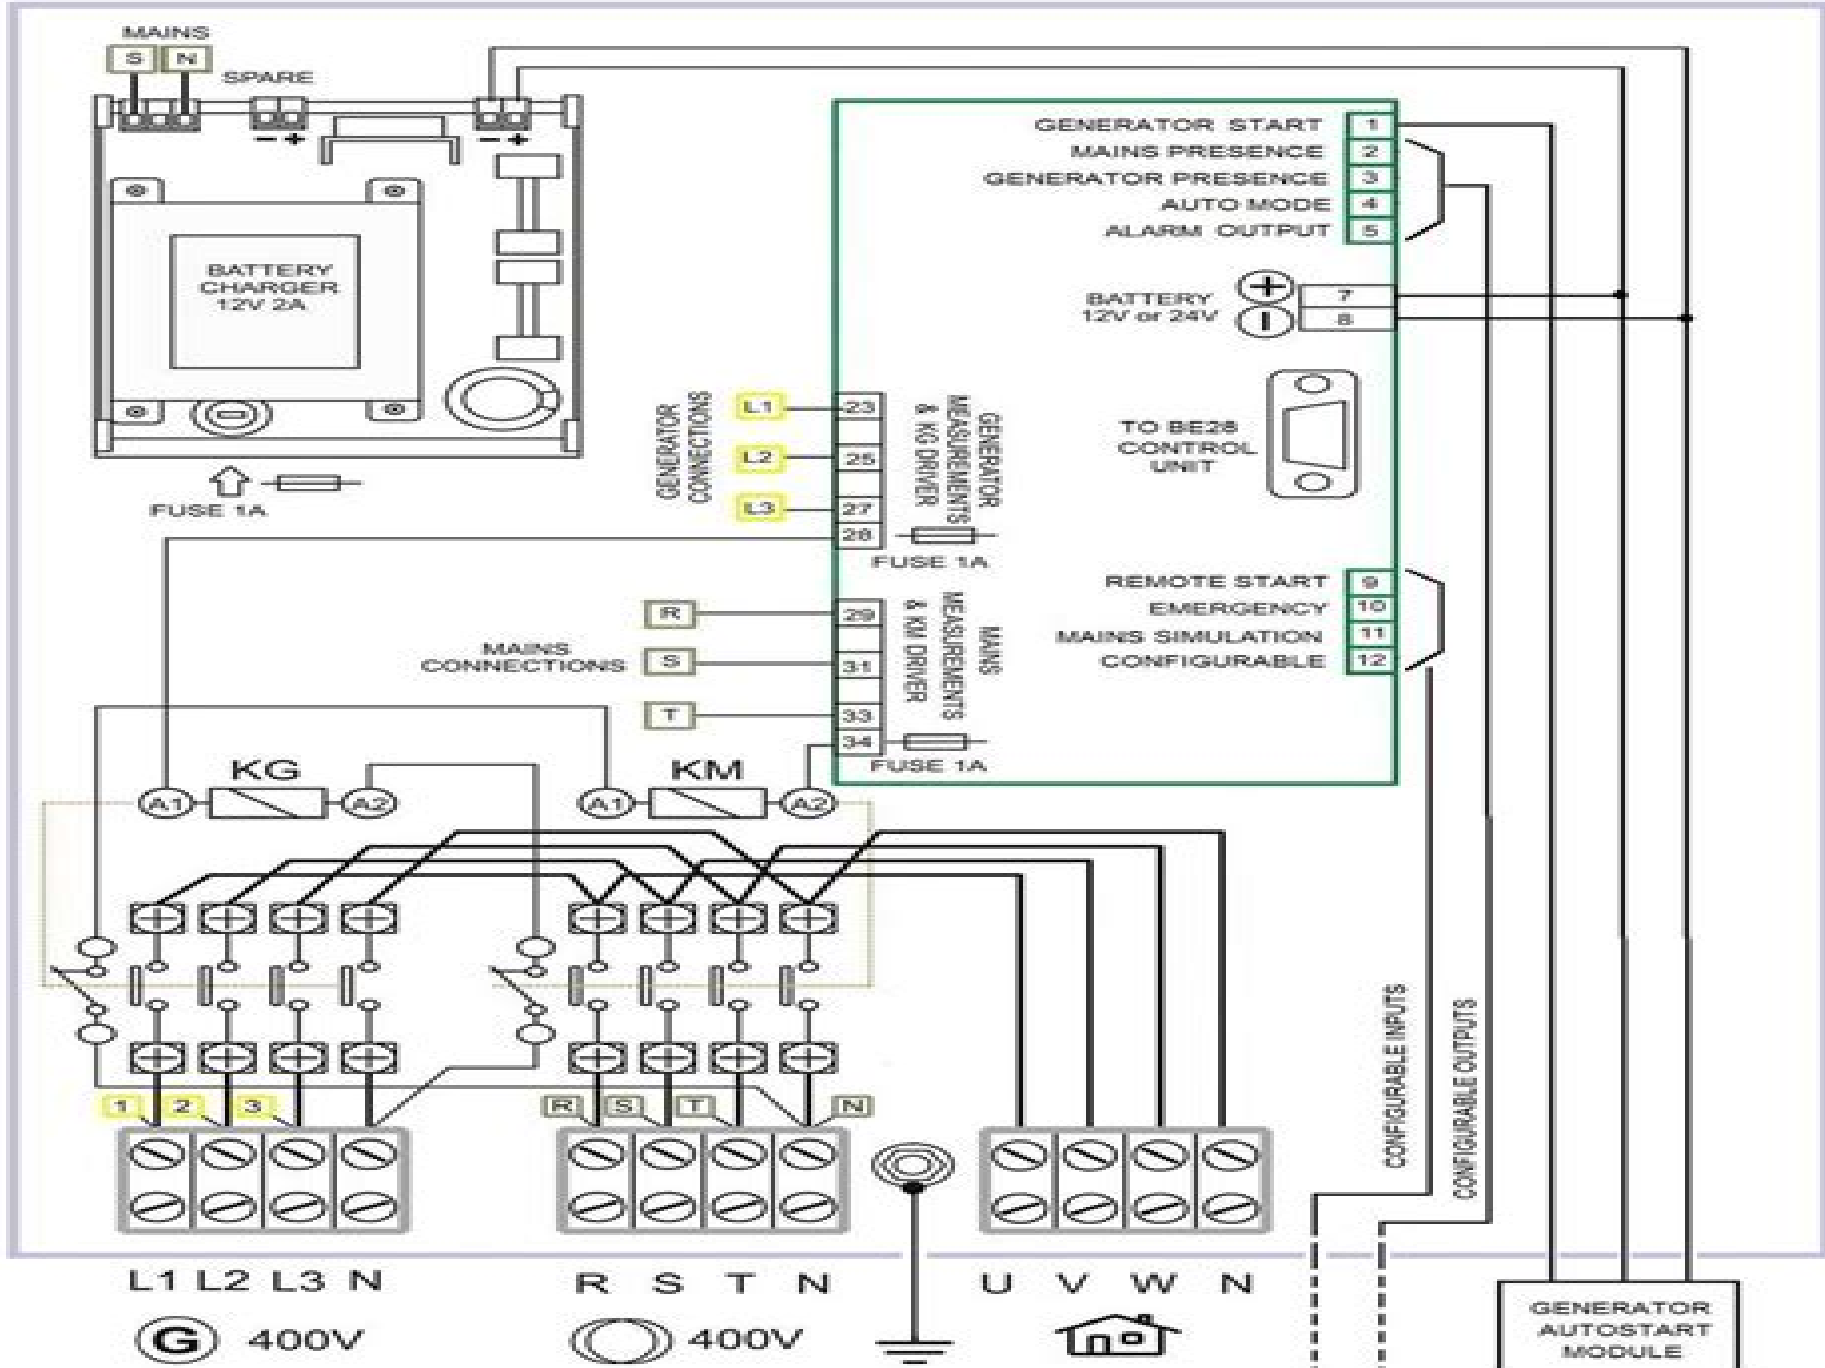 MAINS
S N
SPARE
- +
- +
BATTERY
CHARGER
12V 2A
FUSE 1A
GENERATOR START 1
MAINS PRESENCE 2
GENERATOR PRESENCE 3
AUTO MODE 4
ALARM OUTPUT 5
BATTERY
12V or 24V
+ 7
- 8
TO BE28
CONTROL
UNIT
GENERATOR
CONNECTIONS
L1 23
L2 25
L3 27
28
GENERATOR
MEASUREMENTS
& KG DRIVER
FUSE 1A
REMOTE START 9
EMERGENCY 10
MAINS SIMULATION 11
CONFIGURABLE 12
MAINS
CONNECTIONS
R 29
S 31
T 33
34
MAINS
MEASUREMENTS
& KM DRIVER
FUSE 1A
KG
A1 A2
KM
A1 A2
CONFIGURABLE INPUTS
CONFIGURABLE OUTPUTS
1 2 3
R S T N
L1 L2 L3 N
R S T N
U V W N
G 400V
400V
GENERATOR
AUTOSTART
MODULE